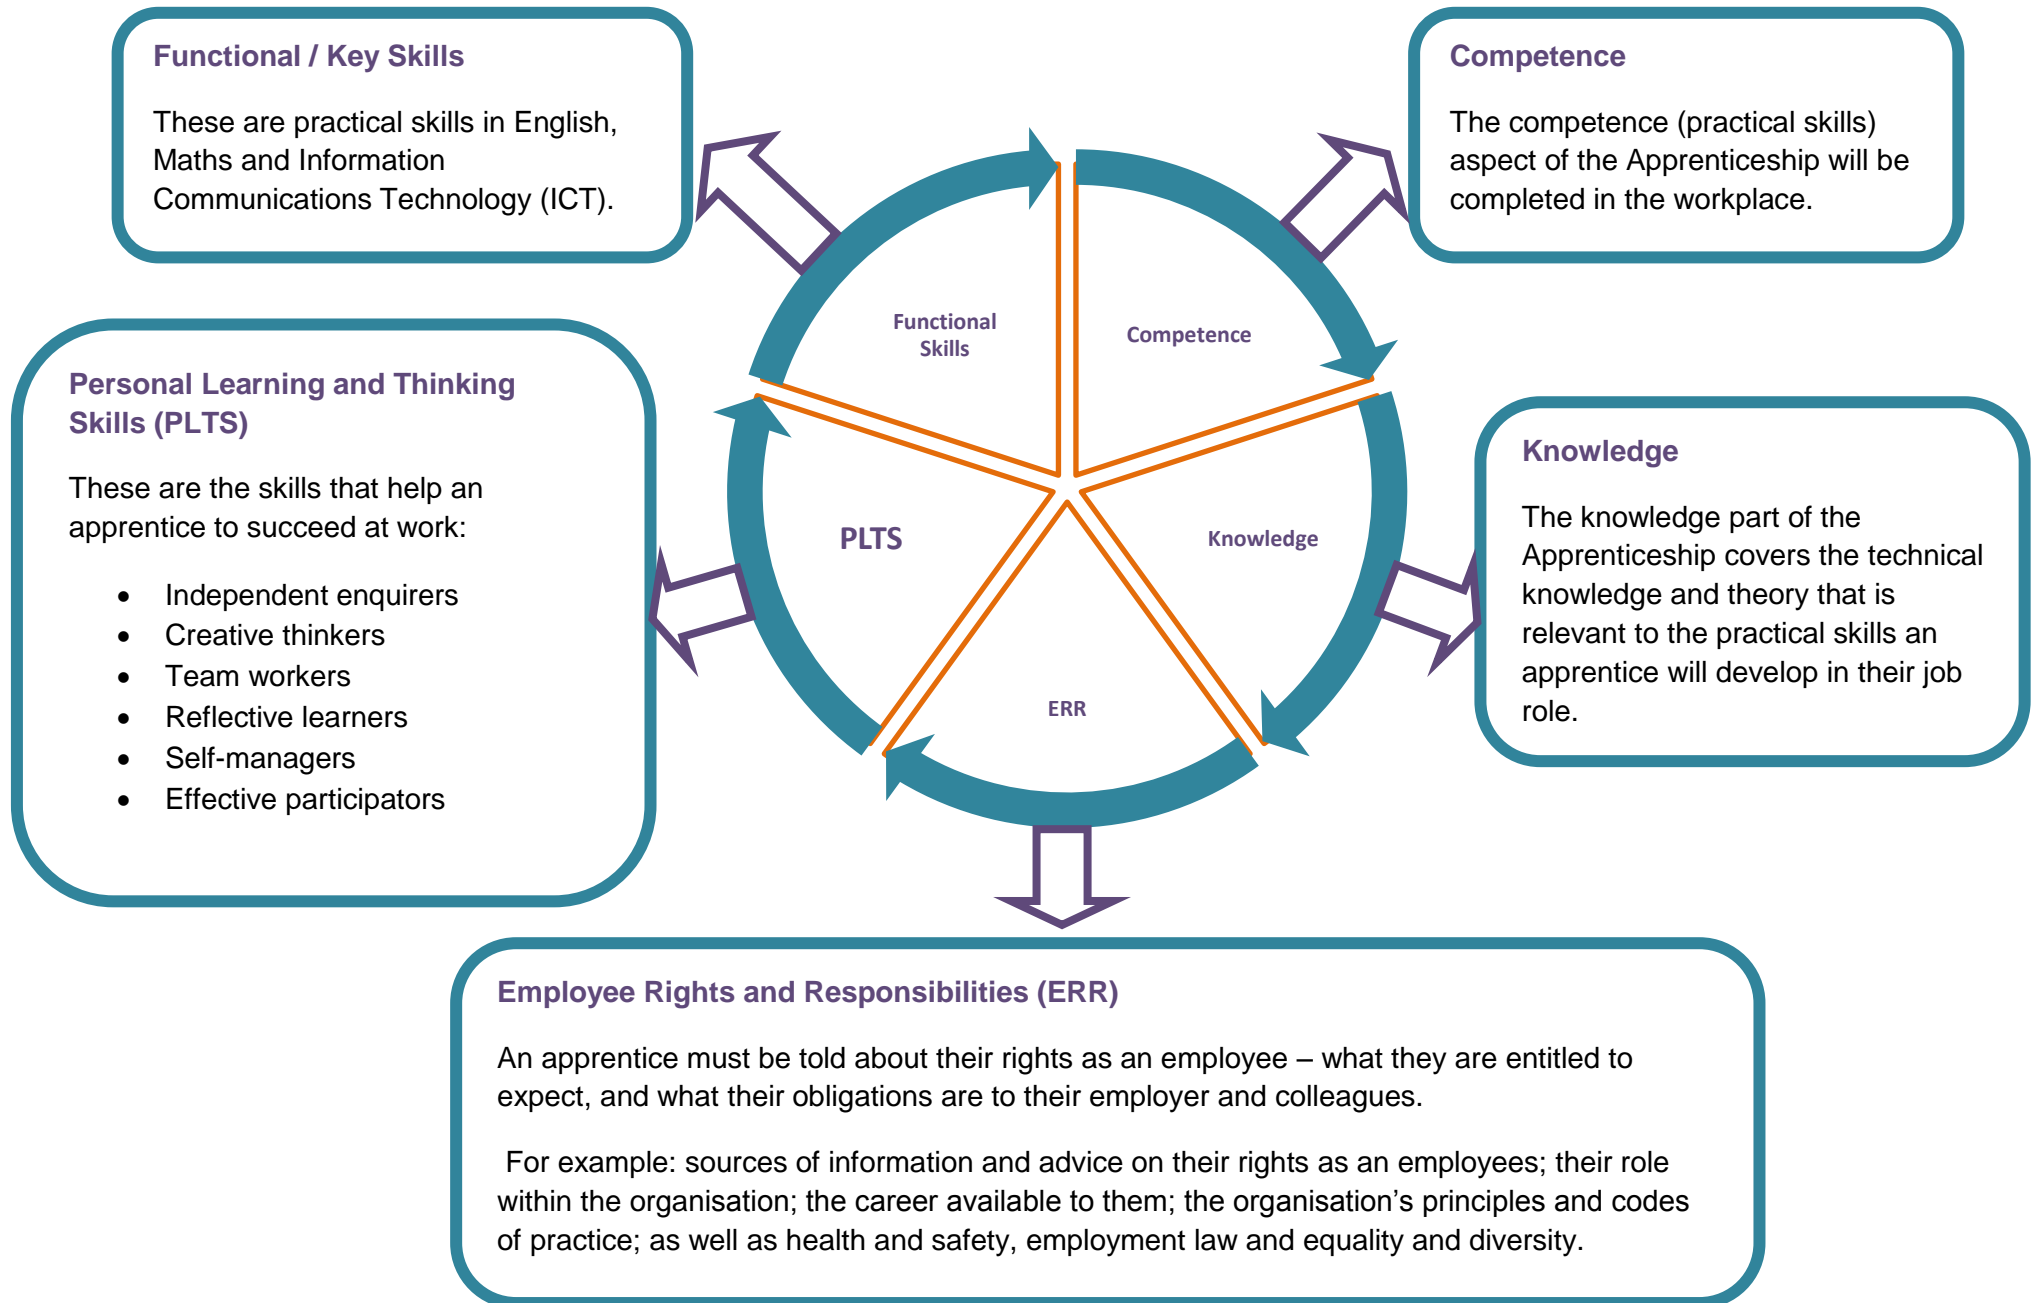 Functional / Key Skills
These are practical skills in English,
Maths and Information
Communications Technology (ICT).
Competence
The competence (practical skills)
aspect of the Apprenticeship will be
completed in the workplace.
Functional
Skills
Competence
Knowledge
ERR
PLTS
Personal Learning and Thinking
Skills (PLTS)
These are the skills that help an
apprentice to succeed at work:
• Independent enquirers
• Creative thinkers
• Team workers
• Reflective learners
• Self-managers
• Effective participators
Knowledge
The knowledge part of the
Apprenticeship covers the technical
knowledge and theory that is
relevant to the practical skills an
apprentice will develop in their job
role.
Employee Rights and Responsibilities (ERR)
An apprentice must be told about their rights as an employee – what they are entitled to
expect, and what their obligations are to their employer and colleagues.
For example: sources of information and advice on their rights as an employees; their role
within the organisation; the career available to them; the organisation’s principles and codes
of practice; as well as health and safety, employment law and equality and diversity.